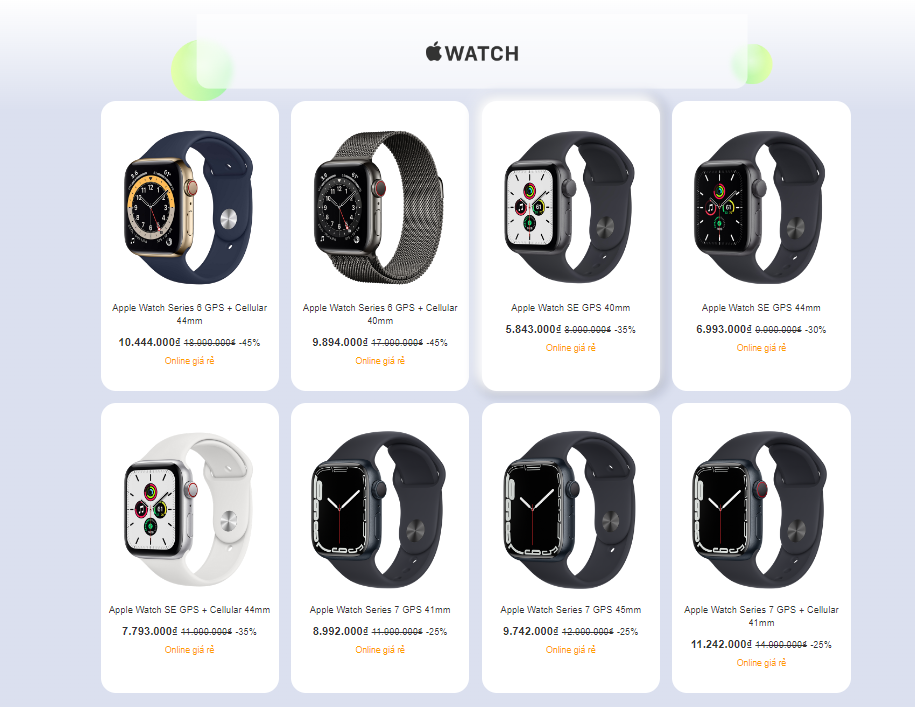 WATCH
Apple Watch Series 6 GPS + Cellular
44mm
10.444.000₫ 18.990.000₫ -45%
Online giá rẻ
Apple Watch Series 6 GPS + Cellular
40mm
9.894.000₫ 17.990.000₫ -45%
Online giá rẻ
Apple Watch SE GPS 40mm
5.843.000₫ 8.990.000₫ -35%
Online giá rẻ
Apple Watch SE GPS 44mm
6.993.000₫ 9.990.000₫ -30%
Online giá rẻ
Apple Watch SE GPS + Cellular 44mm
7.793.000₫ 11.990.000₫ -35%
Online giá rẻ
Apple Watch Series 7 GPS 41mm
8.992.000₫ 11.990.000₫ -25%
Online giá rẻ
Apple Watch Series 7 GPS 45mm
9.742.000₫ 12.990.000₫ -25%
Online giá rẻ
Apple Watch Series 7 GPS + Cellular
41mm
11.242.000₫ 14.990.000₫ -25%
Online giá rẻ